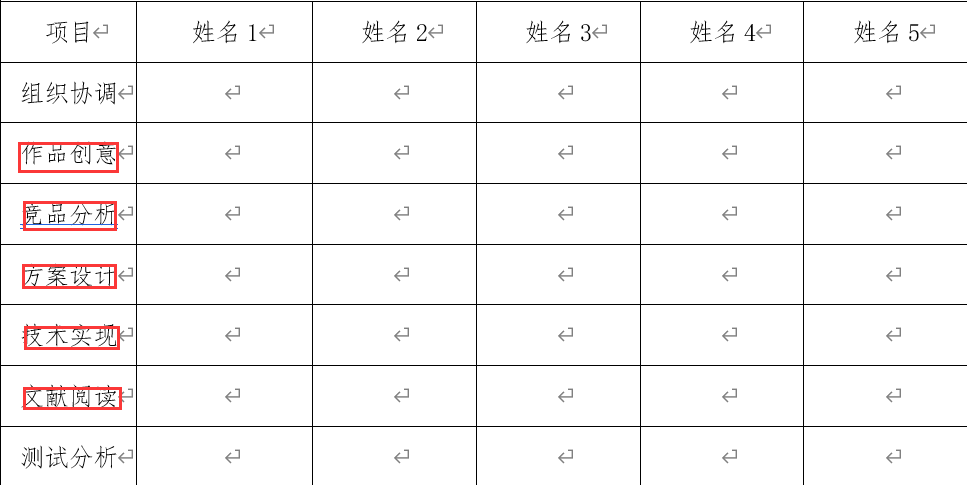 项目 姓名 1 姓名 2 姓名 3 姓名 4 姓名 5
组织协调
作品创意
竞品分析
方案设计
技术实现
文献阅读
测试分析